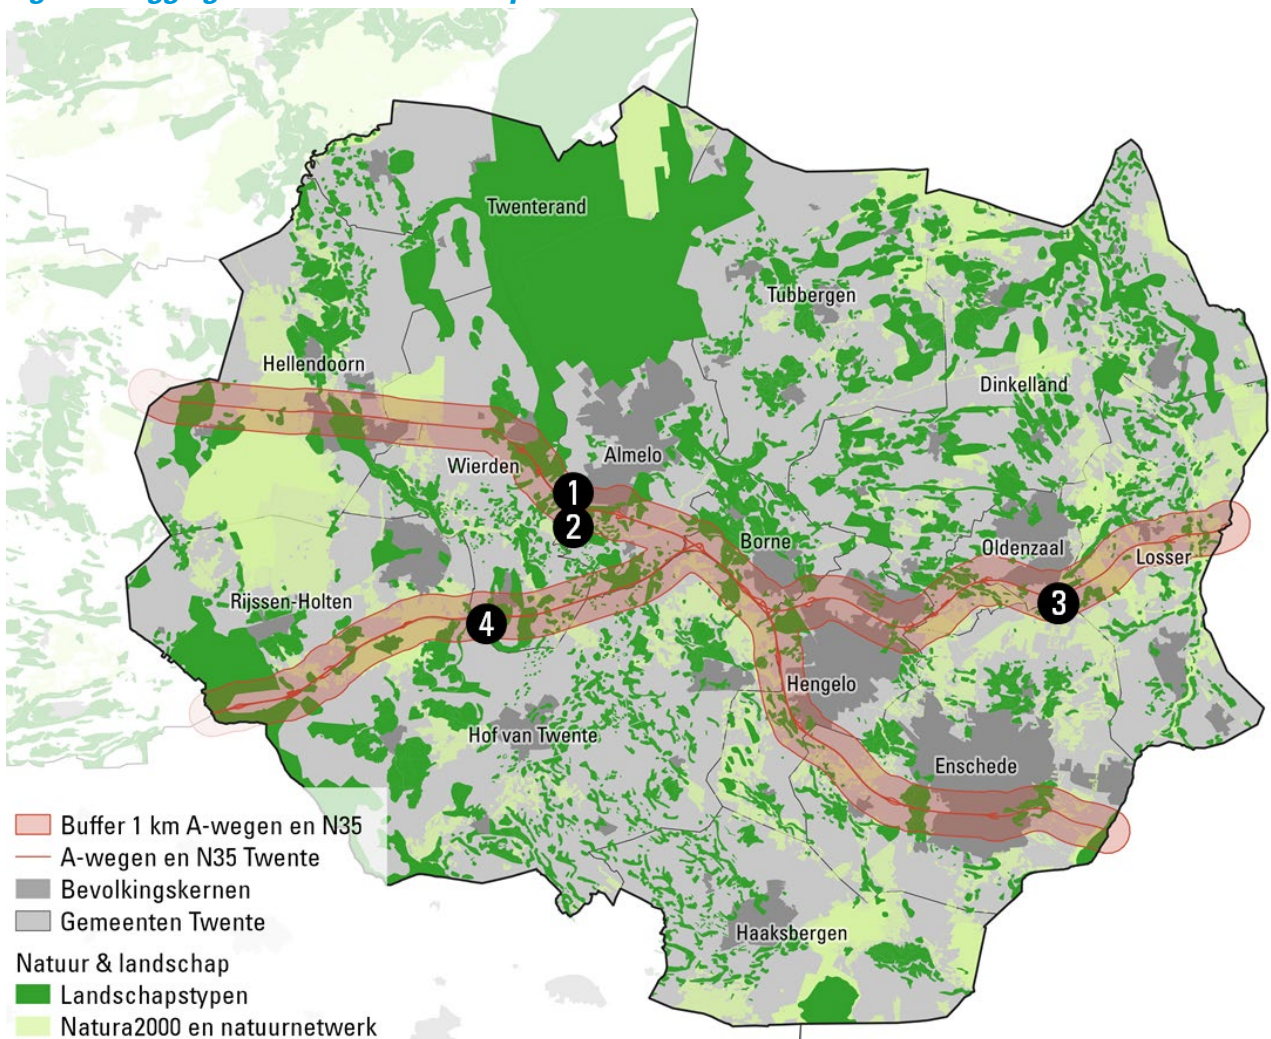 Twenterand
Tubbergen
Hellendoorn
Dinkelland
Almelo
Wierden
1
2
Borne
Oldenzaal
Losser
3
Rijssen-Holten
4
Hengelo
Hof van Twente
Enschede
Haaksbergen
Buffer 1 km A-wegen en N35
A-wegen en N35 Twente
Bevolkingskernen
Gemeenten Twente
Natuur & landschap
Landschapstypen
Natura2000 en natuurnetwerk